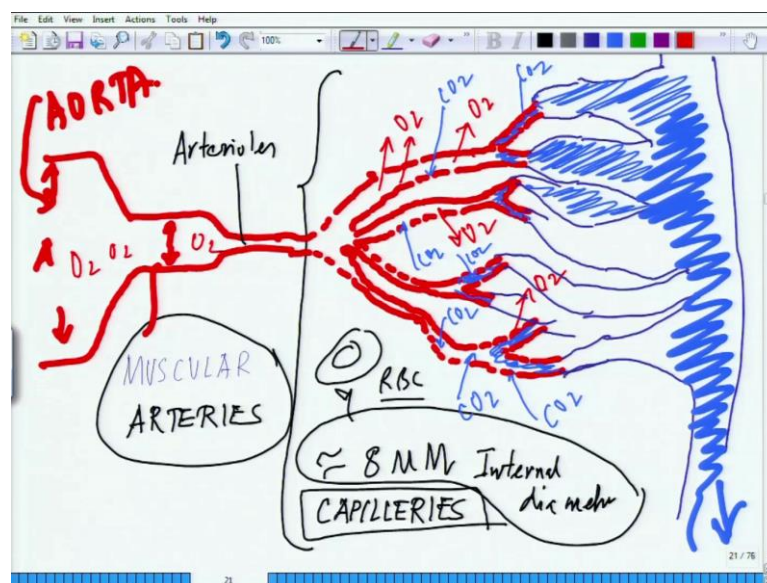 File Edit View Insert Actions Tools Help
100%
B I
AORTA
Arterioles
O2 O2
O2
O2
CO2
O2
O2
CO2
CO2
O2
CO2
CO2
O2
CO2
CO2
MUSCULAR
ARTERIES
RBC
≈ 8 MM Internal
CAPILLERIES
21 / 76
21